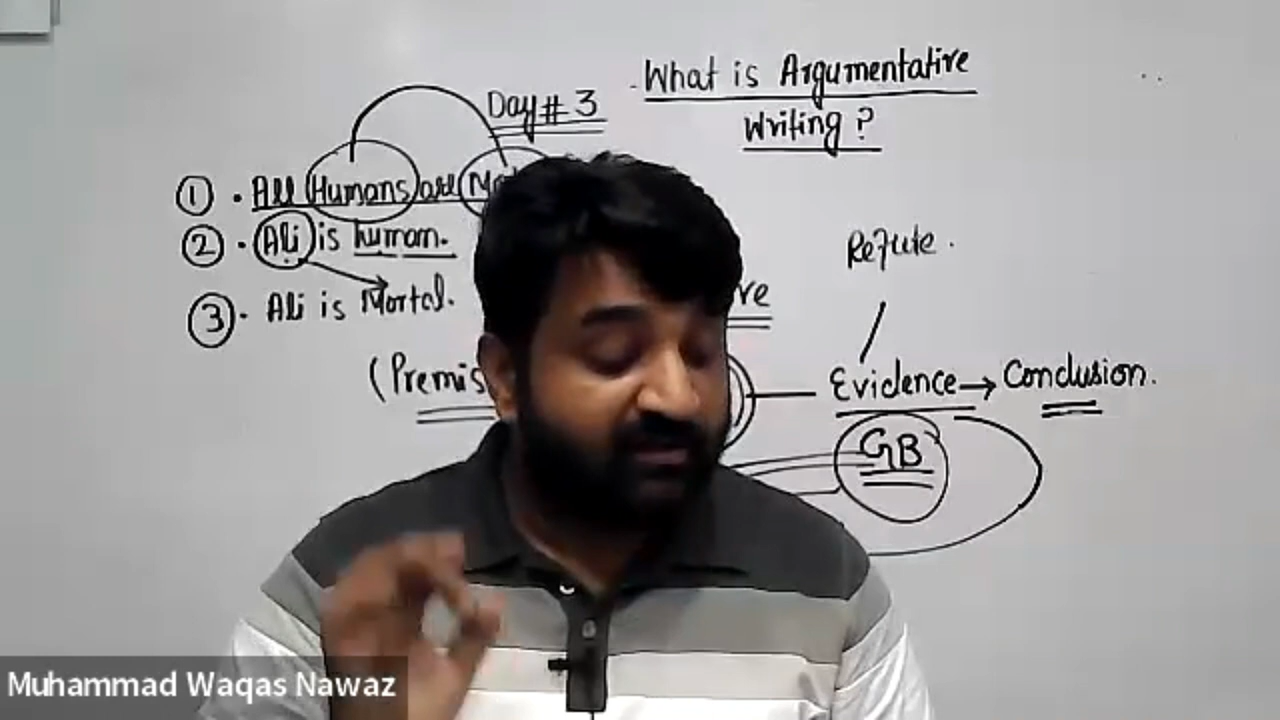 Day # 3
What is Argumentative
Writing ?
① . All Humans are
② . Ali is human.
③ . Ali is Mortal.
Refute .
Evidence → Conclusion.
GB
Muhammad Waqas Nawaz